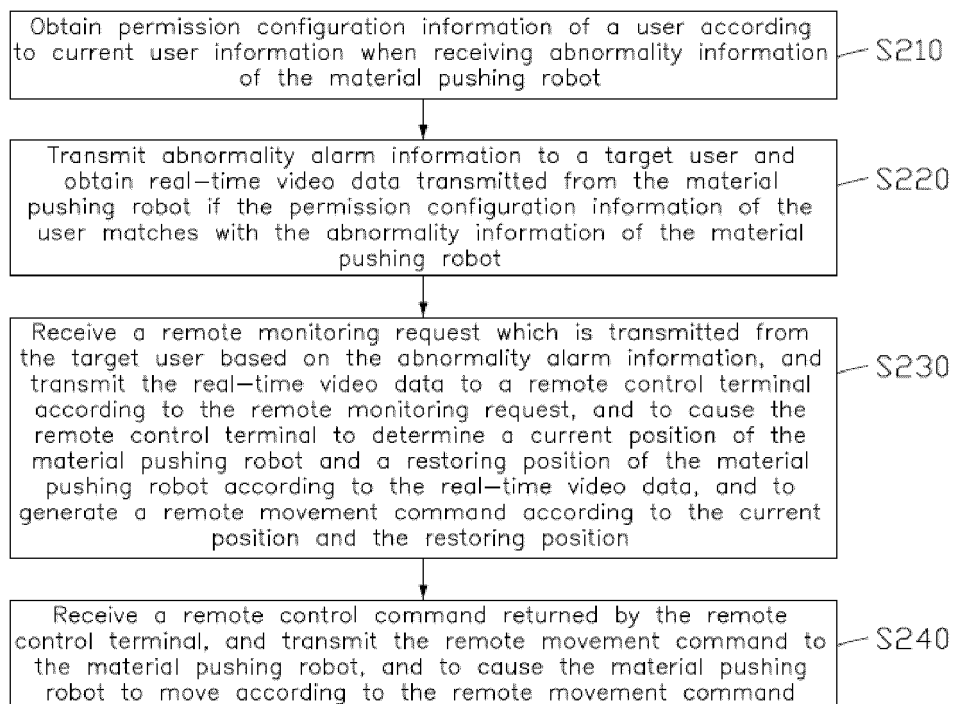 Obtain permission configuration information of a user according
to current user information when receiving abnormality information
of the material pushing robot
S210
Transmit abnormality alarm information to a target user and
obtain real-time video data transmitted from the material
pushing robot if the permission configuration information of the
user matches with the abnormality information of the material
pushing robot
S220
Receive a remote monitoring request which is transmitted from
the target user based on the abnormality alarm information, and
transmit the real-time video data to a remote control terminal
according to the remote monitoring request, and to cause the
remote control terminal to determine a current position of the
material pushing robot and a restoring position of the material
pushing robot according to the real-time video data, and to
generate a remote movement command according to the current
position and the restoring position
S230
Receive a remote control command returned by the remote
control terminal, and transmit the remote movement command to
the material pushing robot, and to cause the material pushing
robot to move according to the remote movement command
S240